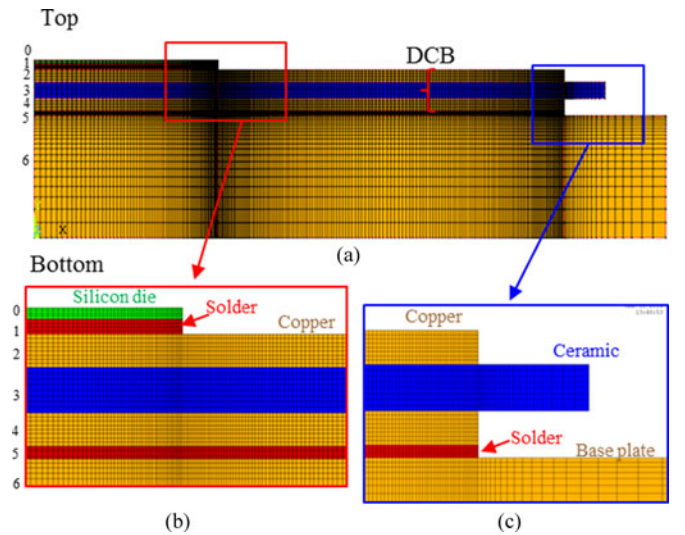 Top
DCB
0
1
2
3
4
5
6
X
(a)
Bottom
Silicon die
Solder
Copper
0
1
2
3
4
5
6
(b)
Copper
Ceramic
Solder
Base plate
(c)